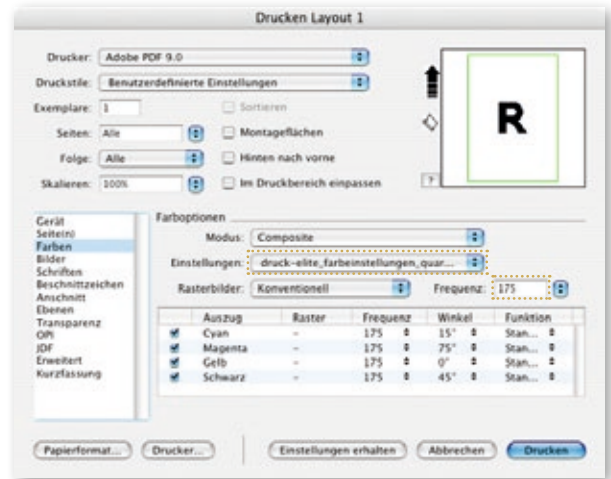 Drucken Layout 1
Drucker: Adobe PDF 9.0
Druckstile: Benutzerdefinierte Einstellungen
Exemplare: 1 Sortieren
Seiten: Alle Montageflächen
Folge: Alle Hinten nach vorne
Skalieren: 100% Im Druckbereich einpassen
R
?
Gerät
Seite(n)
Farben
Bilder
Schriften
Beschnittzeichen
Anschnitt
Ebenen
Transparenz
OPI
JDF
Erweitert
Kurzfassung
Farboptionen
Modus: Composite
Einstellungen: druck-elite_farbeinstellungen_quar...
Rasterbilder: Konventionell Frequenz: 175
Auszug Raster Frequenz Winkel Funktion
Cyan – 175 15° Stan...
Magenta – 175 75° Stan...
Gelb – 175 0° Stan...
Schwarz – 175 45° Stan...
Papierformat... Drucker... Einstellungen erhalten Abbrechen Drucken